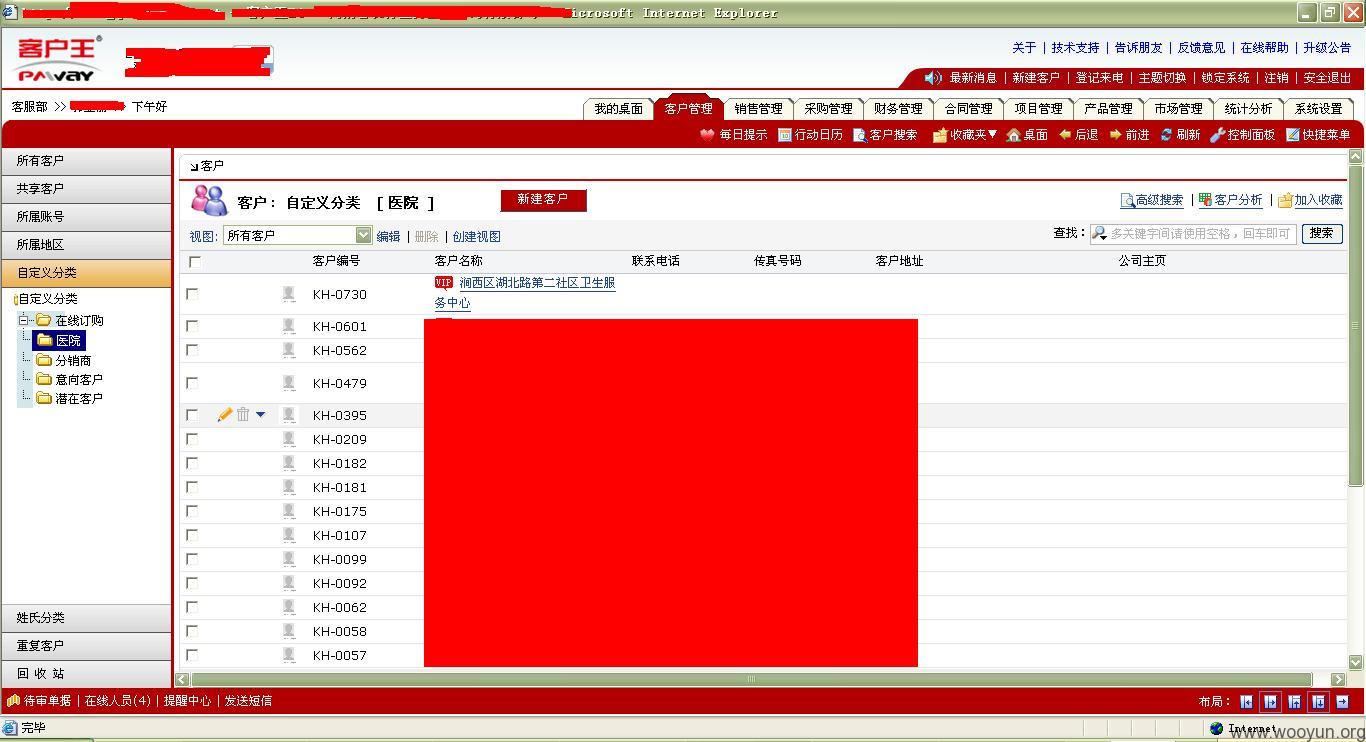 Microsoft Internet Explorer
客户王®
PAWAY
关于 | 技术支持 | 告诉朋友 | 反馈意见 | 在线帮助 | 升级公告
最新消息 | 新建客户 | 登记来电 | 主题切换 | 锁定系统 | 注销 | 安全退出
客服部 >> 下午好
我的桌面 客户管理 销售管理 采购管理 财务管理 合同管理 项目管理 产品管理 市场管理 统计分析 系统设置
每日提示 行动日历 客户搜索 收藏夹▼ 桌面 后退 前进 刷新 控制面板 快捷菜单
所有客户
共享客户
所属账号
所属地区
自定义分类
自定义分类
在线订购
医院
分销商
意向客户
潜在客户
姓氏分类
重复客户
回 收 站
客户
客户: 自定义分类 [ 医院 ]
新建客户
高级搜索 | 客户分析 | 加入收藏
视图: 所有客户 编辑 | 删除 | 创建视图
查找: 多关键字间请使用空格，回车即可 搜索
客户编号 客户名称 联系电话 传真号码 客户地址 公司主页
KH-0730 VIP 涧西区湖北路第二社区卫生服
务中心
KH-0601
KH-0562
KH-0479
KH-0395
KH-0209
KH-0182
KH-0181
KH-0175
KH-0107
KH-0099
KH-0092
KH-0062
KH-0058
KH-0057
待审单据 | 在线人员(4) | 提醒中心 | 发送短信
布局:
完毕
Internet
www.wooyun.org